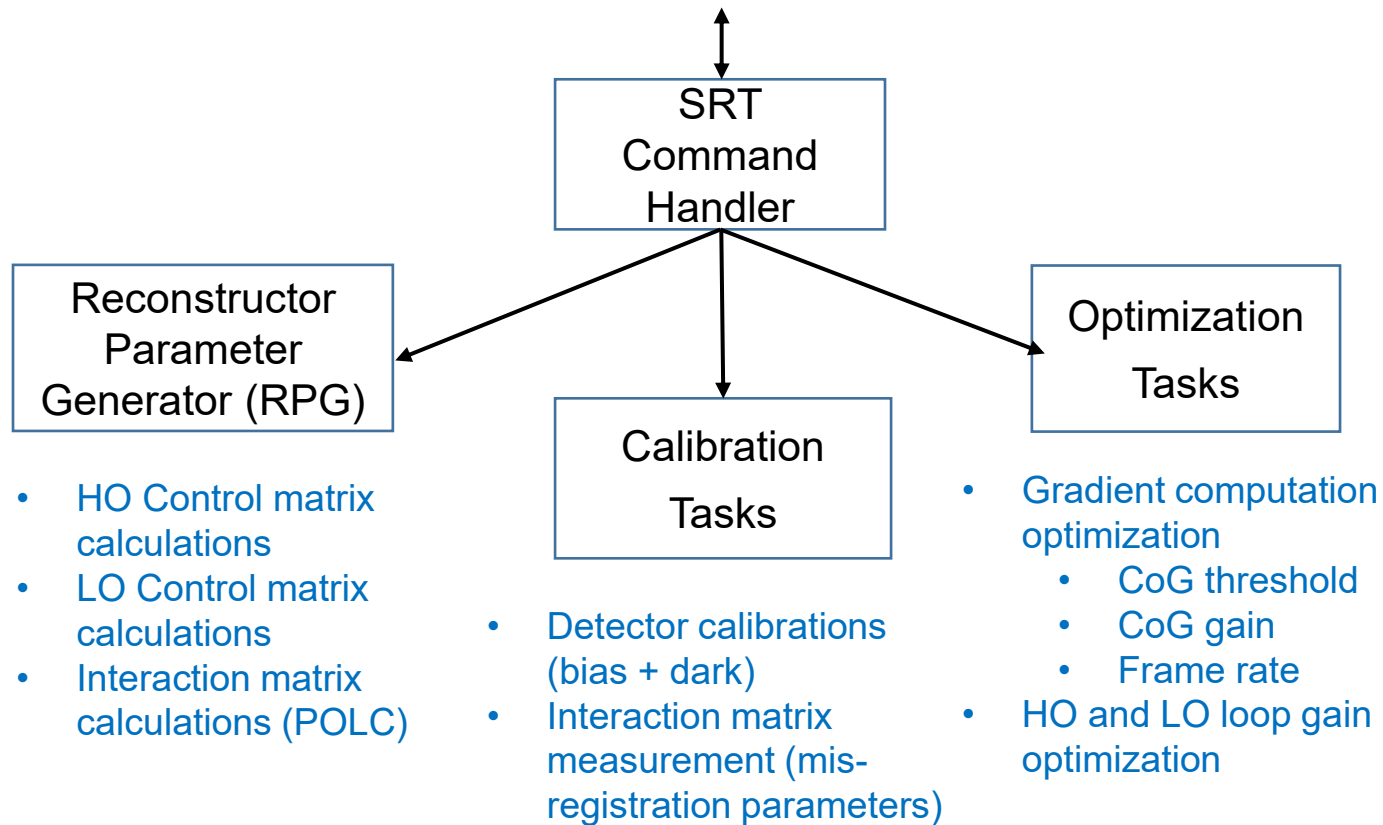 SRT
Command
Handler
Reconstructor
Parameter
Generator (RPG)
Calibration
Tasks
Optimization
Tasks
• HO Control matrix
calculations
• LO Control matrix
calculations
• Interaction matrix
calculations (POLC)
• Detector calibrations
(bias + dark)
• Interaction matrix
measurement (mis-
registration parameters)
• Gradient computation
optimization
• CoG threshold
• CoG gain
• Frame rate
• HO and LO loop gain
optimization